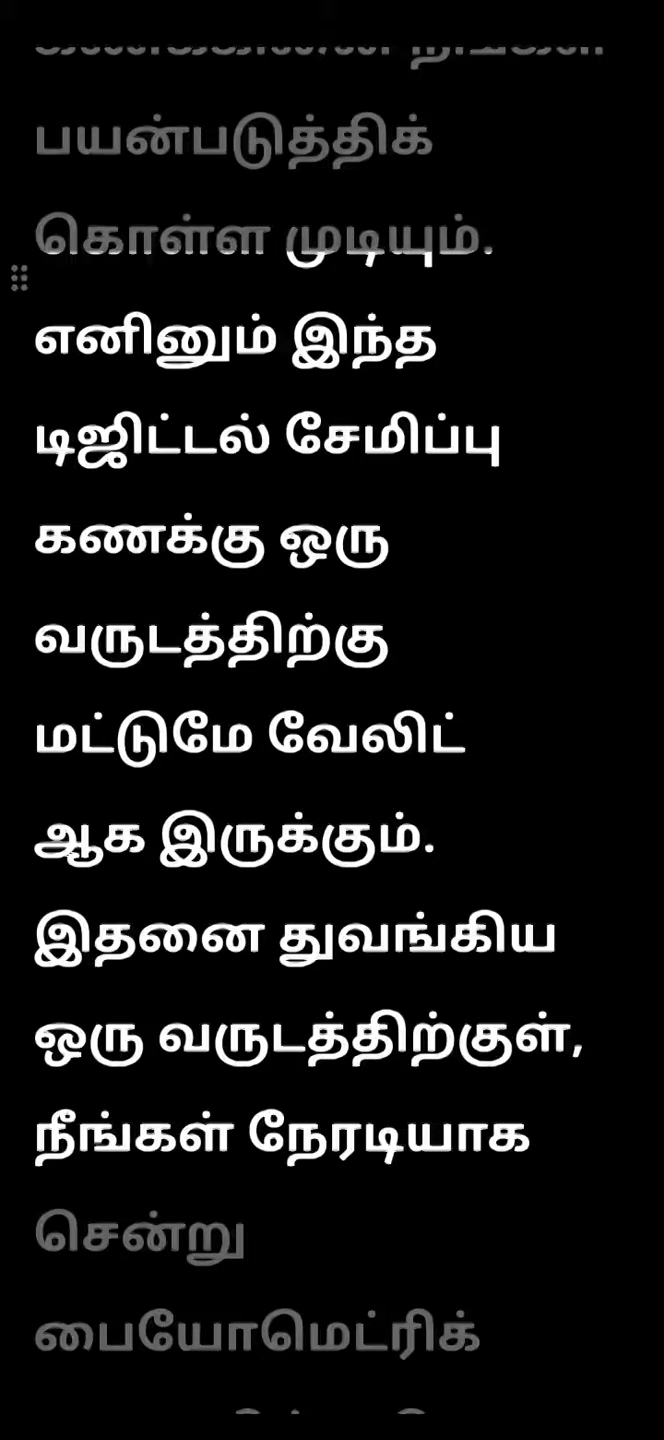 பயன்படுத்திக்
கொள்ள முடியும்.
எனினும் இந்த
டிஜிட்டல் சேமிப்பு
கணக்கு ஒரு
வருடத்திற்கு
மட்டுமே வேலிட்
ஆக இருக்கும்.
இதனை துவங்கிய
ஒரு வருடத்திற்குள்,
நீங்கள் நேரடியாக
சென்று
பையோமெட்ரிக்